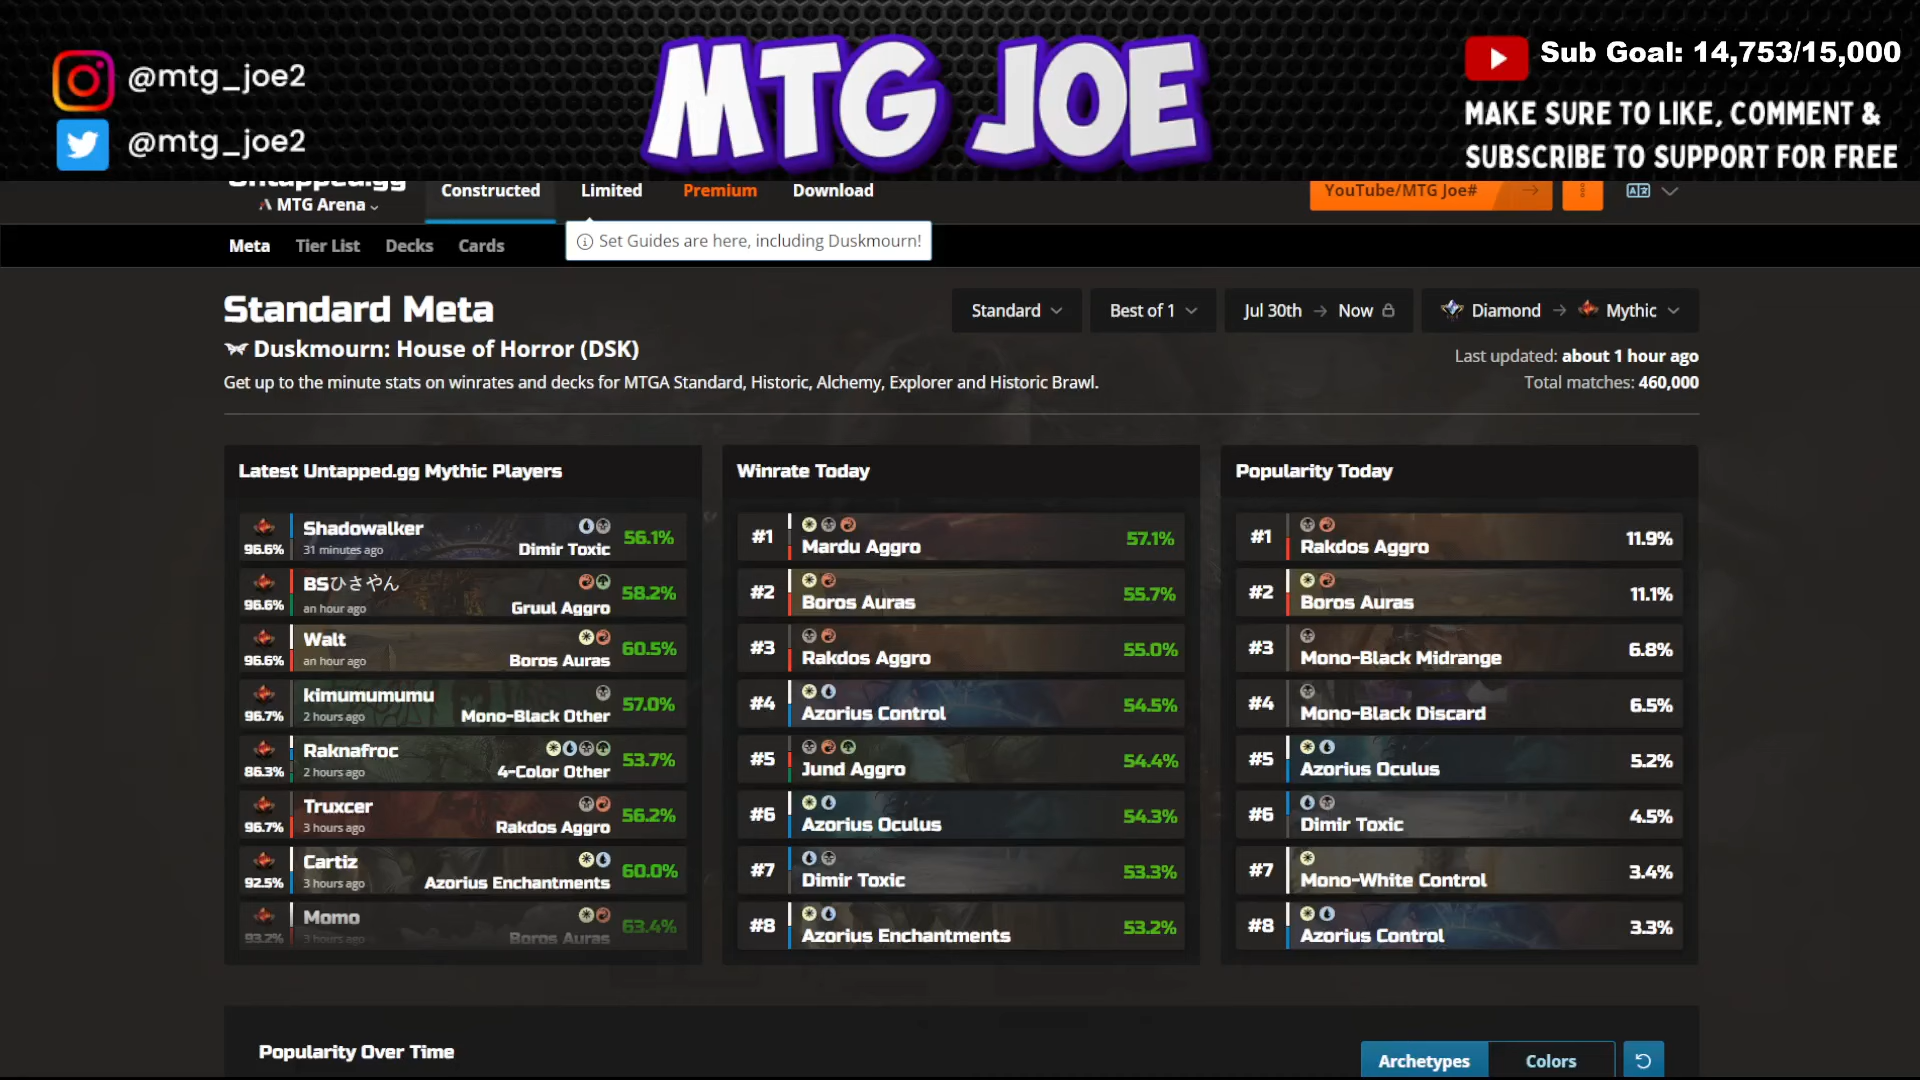 @mtg_joe2
@mtg_joe2
MTG JOE
Sub Goal: 14,753/15,000
MAKE SURE TO LIKE, COMMENT &
SUBSCRIBE TO SUPPORT FOR FREE
Untapped.gg
MTG Arena
Constructed
Limited
Premium
Download
YouTube/MTG Joe#
Meta
Tier List
Decks
Cards
Set Guides are here, including Duskmourn!
Standard Meta
Standard
Best of 1
Jul 30th → Now
Diamond → Mythic
Duskmourn: House of Horror (DSK)
Last updated: about 1 hour ago
Get up to the minute stats on winrates and decks for MTGA Standard, Historic, Alchemy, Explorer and Historic Brawl.
Total matches: 460,000
Latest Untapped.gg Mythic Players
96.6% Shadowalker
31 minutes ago
Dimir Toxic 56.1%
96.6% BSひさやん
an hour ago
Gruul Aggro 58.2%
96.6% Walt
an hour ago
Boros Auras 60.5%
96.7% kimumumumu
2 hours ago
Mono-Black Other 57.0%
86.3% Raknafroc
2 hours ago
4-Color Other 53.7%
96.7% Truxcer
3 hours ago
Rakdos Aggro 56.2%
92.5% Cartiz
3 hours ago
Azorius Enchantments 60.0%
93.2% Momo
3 hours ago
Boros Auras 63.4%
Winrate Today
#1 Mardu Aggro 57.1%
#2 Boros Auras 55.7%
#3 Rakdos Aggro 55.0%
#4 Azorius Control 54.5%
#5 Jund Aggro 54.4%
#6 Azorius Oculus 54.3%
#7 Dimir Toxic 53.3%
#8 Azorius Enchantments 53.2%
Popularity Today
#1 Rakdos Aggro 11.9%
#2 Boros Auras 11.1%
#3 Mono-Black Midrange 6.8%
#4 Mono-Black Discard 6.5%
#5 Azorius Oculus 5.2%
#6 Dimir Toxic 4.5%
#7 Mono-White Control 3.4%
#8 Azorius Control 3.3%
Popularity Over Time
Archetypes
Colors